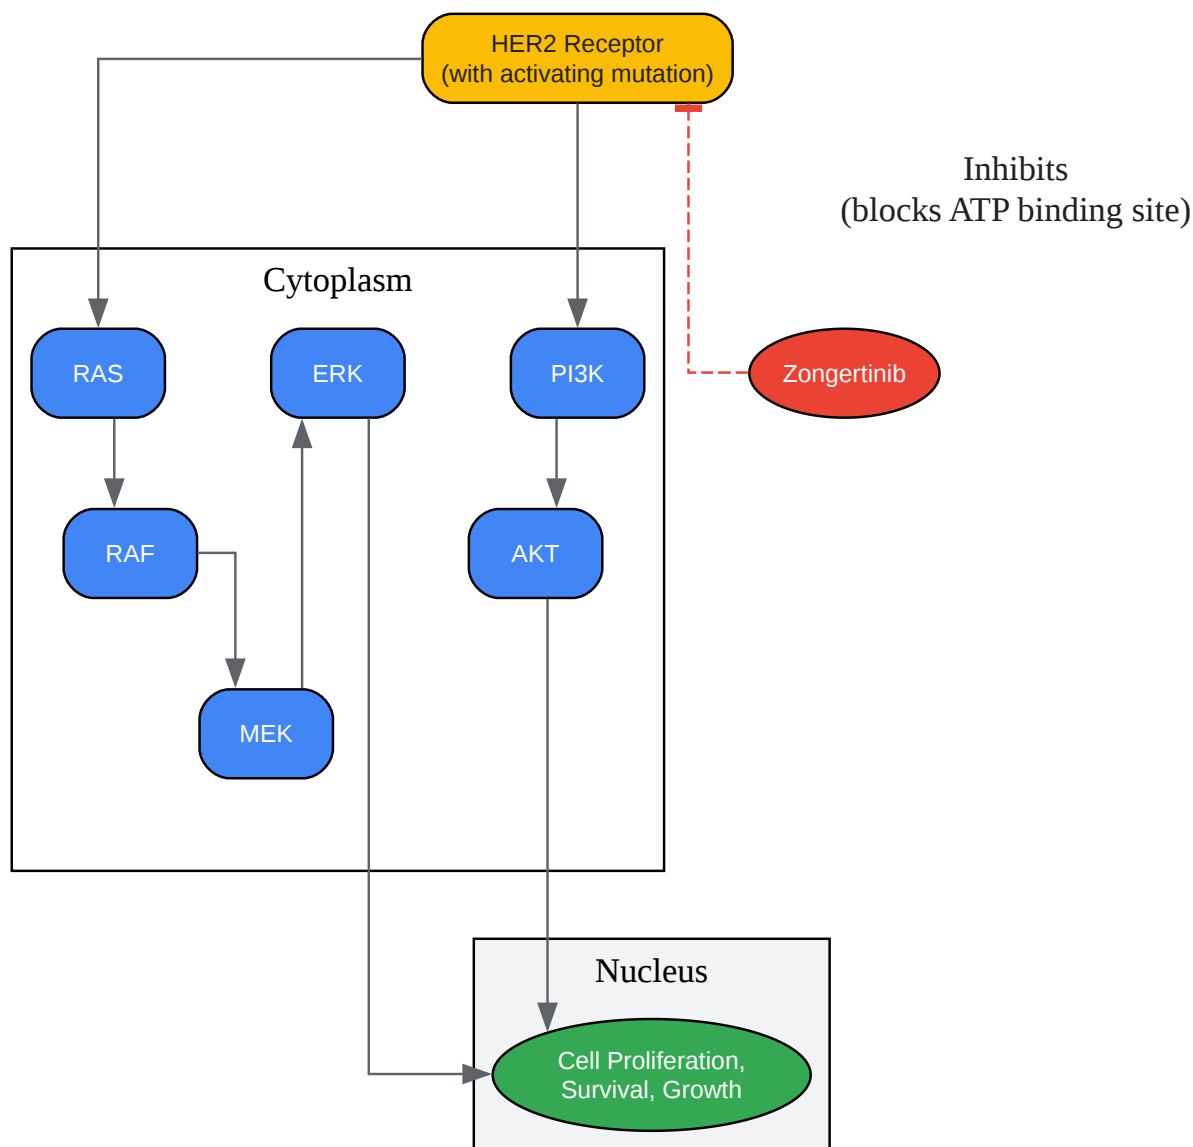 HER2 Receptor
(with activating mutation)
Inhibits
(blocks ATP binding site)
Cytoplasm
RAS
ERK
PI3K
Zongertinib
RAF
AKT
MEK
Nucleus
Cell Proliferation,
Survival, Growth